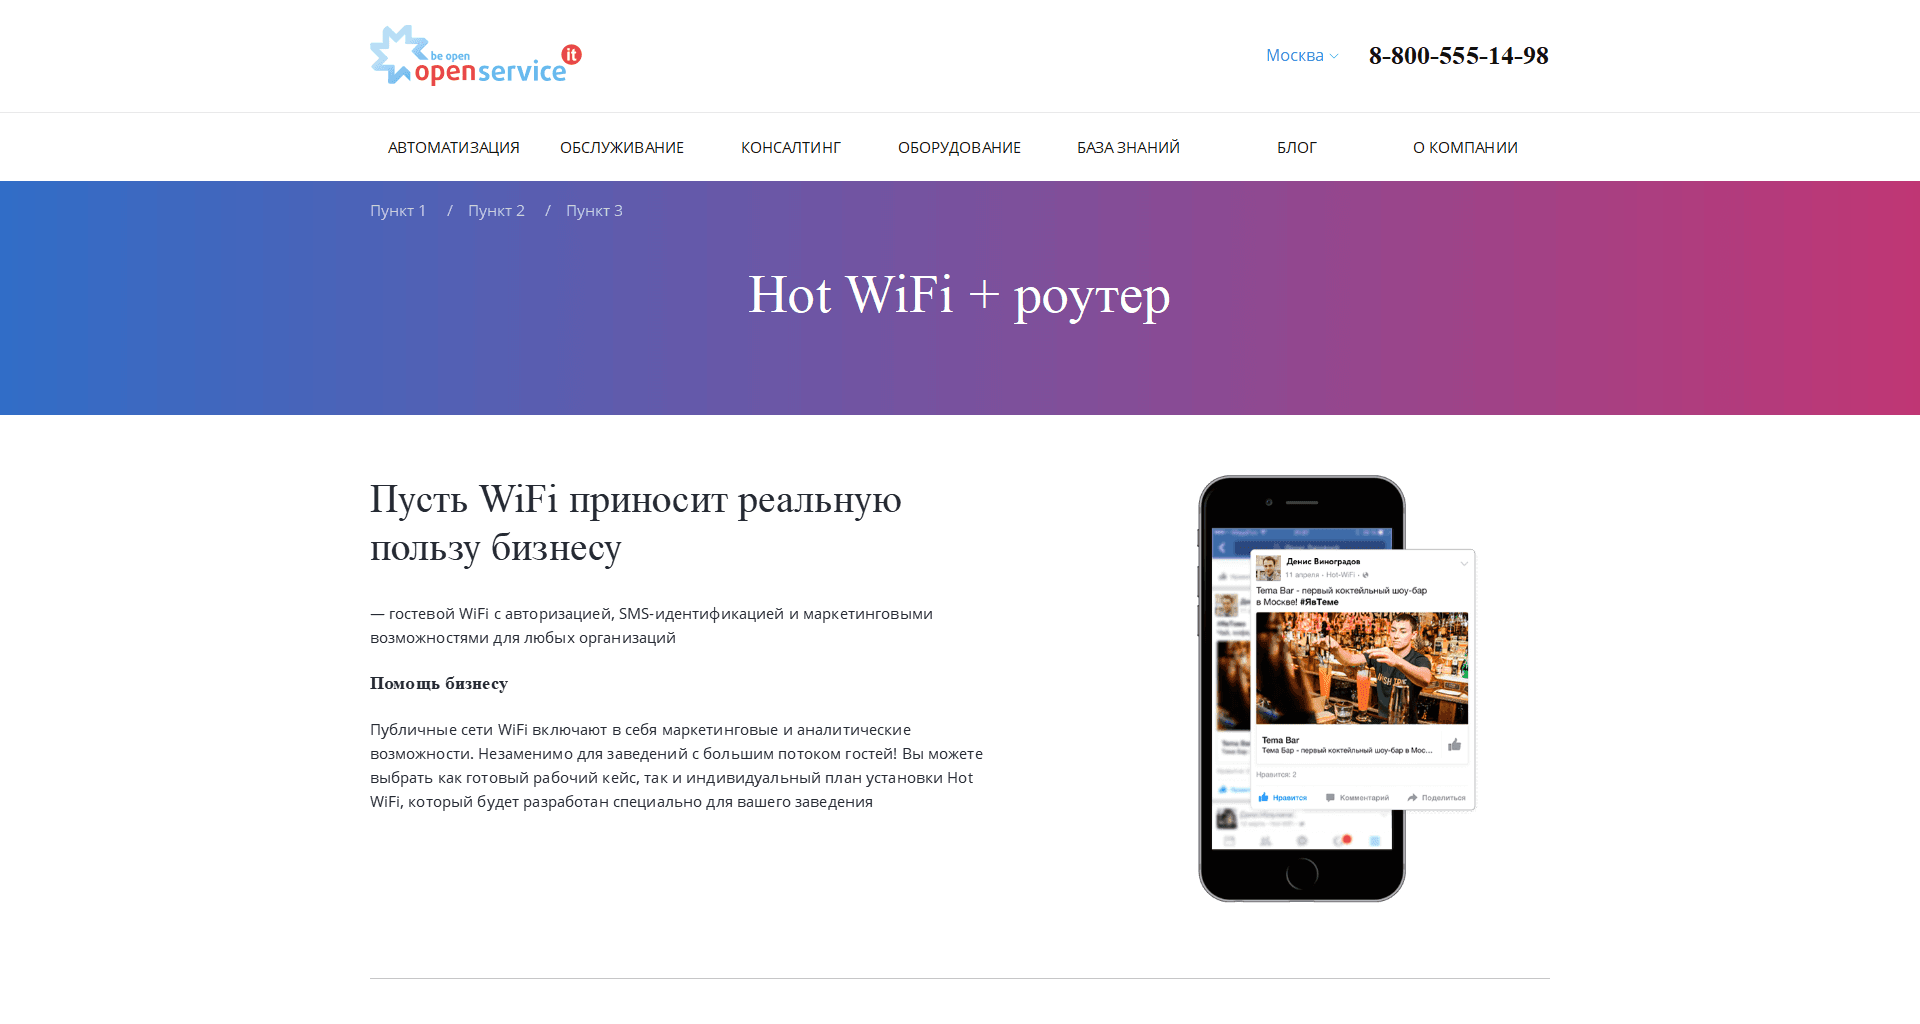 be open
openservice it
Москва
8-800-555-14-98
АВТОМАТИЗАЦИЯ
ОБСЛУЖИВАНИЕ
КОНСАЛТИНГ
ОБОРУДОВАНИЕ
БАЗА ЗНАНИЙ
БЛОГ
О КОМПАНИИ
Пункт 1 / Пункт 2 / Пункт 3
Hot WiFi + роутер
Пусть WiFi приносит реальную
пользу бизнесу
— гостевой WiFi с авторизацией, SMS-идентификацией и маркетинговыми
возможностями для любых организаций
Помощь бизнесу
Публичные сети WiFi включают в себя маркетинговые и аналитические
возможности. Незаменимо для заведений с большим потоком гостей! Вы можете
выбрать как готовый рабочий кейс, так и индивидуальный план установки Hot
WiFi, который будет разработан специально для вашего заведения
Денис Виноградов
11 апреля · Hot-WiFi ·
Tema Bar - первый коктейльный шоу-бар
в Москве! #ЯвТеме
Tema Bar
Тема Бар - первый коктейльный шоу-бар в Мос...
Нравится: 2
Нравится
Комментарий
Поделиться